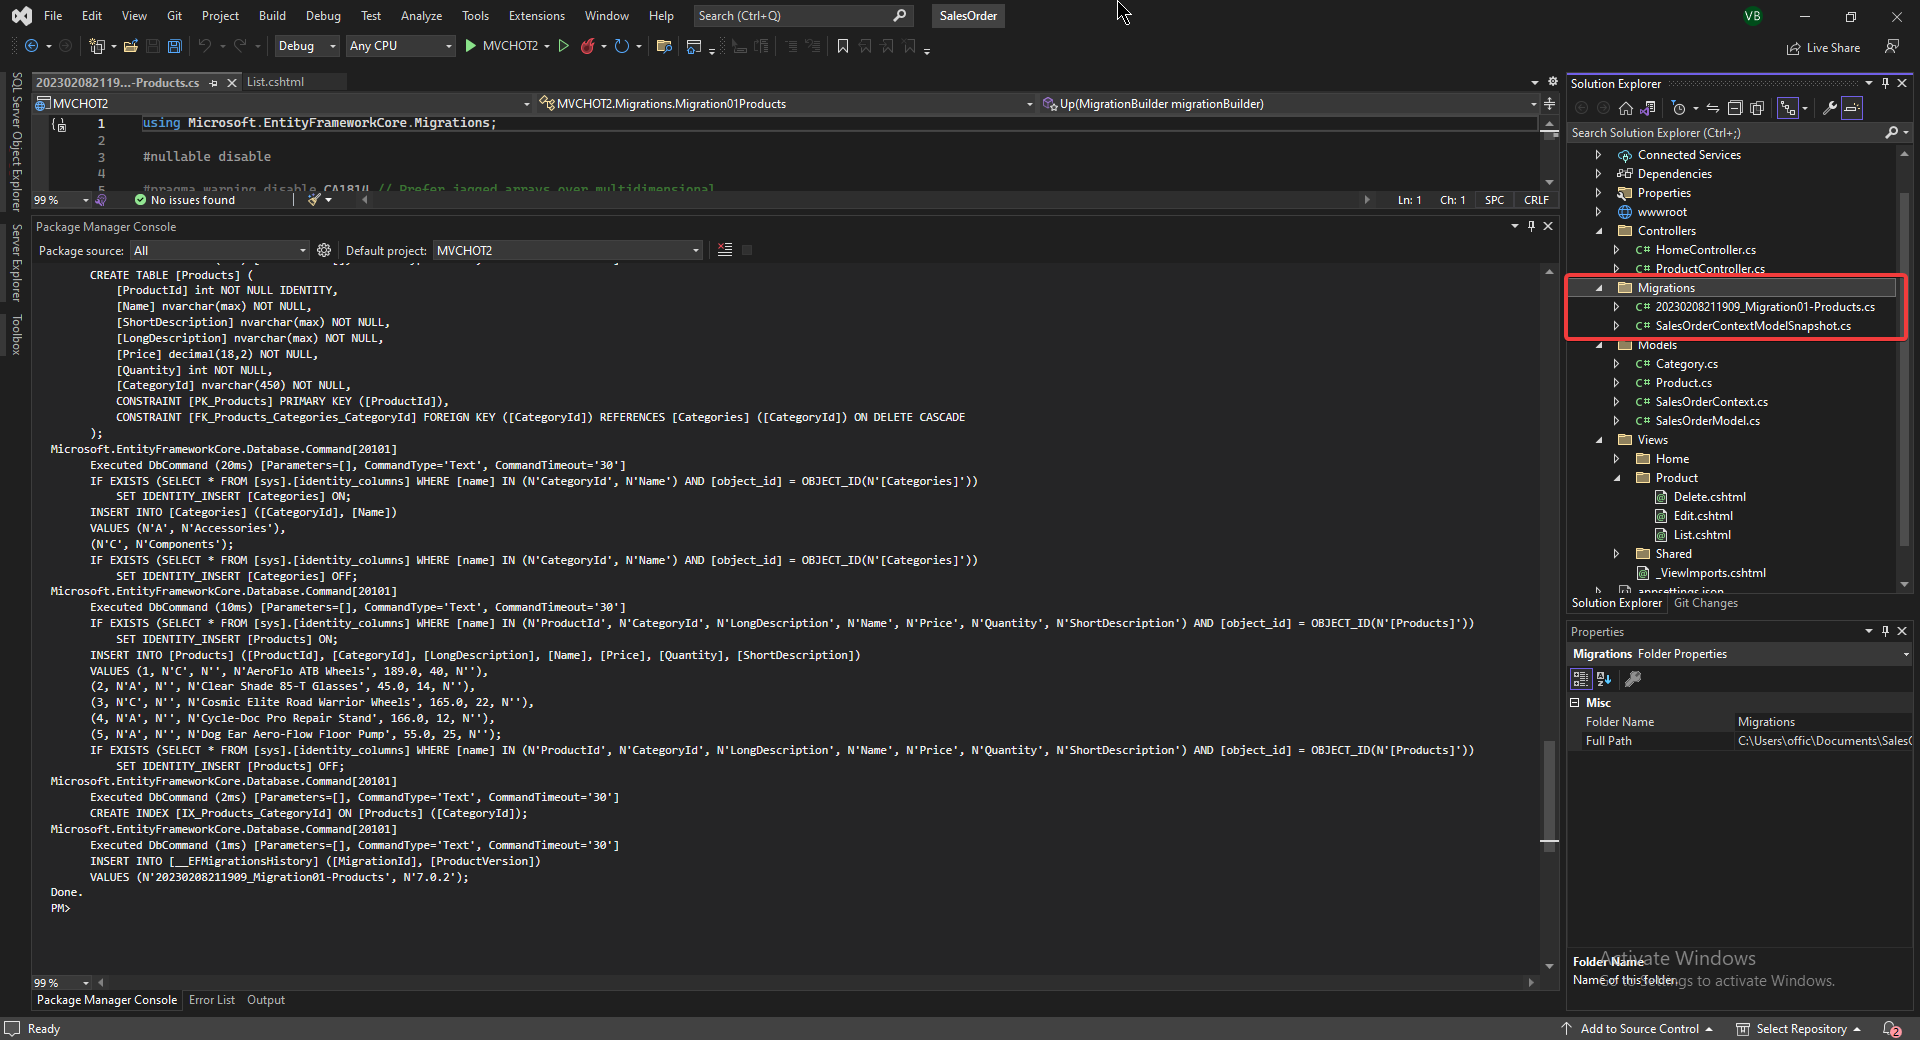 File Edit View Git Project Build Debug Test Analyze Tools Extensions Window Help Search (Ctrl+Q) SalesOrder VB
Debug Any CPU MVCHOT2 Live Share
SQL Server Object Explorer
Server Explorer
Toolbox
202302082119...-Products.cs List.cshtml
MVCHOT2 MVCHOT2.Migrations.Migration01Products Up(MigrationBuilder migrationBuilder)
1 using Microsoft.EntityFrameworkCore.Migrations;
2
3 #nullable disable
4
5 #pragma warning disable CA1814 // Prefer jagged arrays over multidimensional
99 % No issues found Ln: 1 Ch: 1 SPC CRLF
Package Manager Console
Package source: All Default project: MVCHOT2
CREATE TABLE [Products] (
[ProductId] int NOT NULL IDENTITY,
[Name] nvarchar(max) NOT NULL,
[ShortDescription] nvarchar(max) NOT NULL,
[LongDescription] nvarchar(max) NOT NULL,
[Price] decimal(18,2) NOT NULL,
[Quantity] int NOT NULL,
[CategoryId] nvarchar(450) NOT NULL,
CONSTRAINT [PK_Products] PRIMARY KEY ([ProductId]),
CONSTRAINT [FK_Products_Categories_CategoryId] FOREIGN KEY ([CategoryId]) REFERENCES [Categories] ([CategoryId]) ON DELETE CASCADE
);
Microsoft.EntityFrameworkCore.Database.Command[20101]
Executed DbCommand (20ms) [Parameters=[], CommandType='Text', CommandTimeout='30']
IF EXISTS (SELECT * FROM [sys].[identity_columns] WHERE [name] IN (N'CategoryId', N'Name') AND [object_id] = OBJECT_ID(N'[Categories]'))
SET IDENTITY_INSERT [Categories] ON;
INSERT INTO [Categories] ([CategoryId], [Name])
VALUES (N'A', N'Accessories'),
(N'C', N'Components');
IF EXISTS (SELECT * FROM [sys].[identity_columns] WHERE [name] IN (N'CategoryId', N'Name') AND [object_id] = OBJECT_ID(N'[Categories]'))
SET IDENTITY_INSERT [Categories] OFF;
Microsoft.EntityFrameworkCore.Database.Command[20101]
Executed DbCommand (10ms) [Parameters=[], CommandType='Text', CommandTimeout='30']
IF EXISTS (SELECT * FROM [sys].[identity_columns] WHERE [name] IN (N'ProductId', N'CategoryId', N'LongDescription', N'Name', N'Price', N'Quantity', N'ShortDescription') AND [object_id] = OBJECT_ID(N'[Products]'))
SET IDENTITY_INSERT [Products] ON;
INSERT INTO [Products] ([ProductId], [CategoryId], [LongDescription], [Name], [Price], [Quantity], [ShortDescription])
VALUES (1, N'C', N'', N'AeroFlo ATB Wheels', 189.0, 40, N''),
(2, N'A', N'', N'Clear Shade 85-T Glasses', 45.0, 14, N''),
(3, N'C', N'', N'Cosmic Elite Road Warrior Wheels', 165.0, 22, N''),
(4, N'A', N'', N'Cycle-Doc Pro Repair Stand', 166.0, 12, N''),
(5, N'A', N'', N'Dog Ear Aero-Flow Floor Pump', 55.0, 25, N'');
IF EXISTS (SELECT * FROM [sys].[identity_columns] WHERE [name] IN (N'ProductId', N'CategoryId', N'LongDescription', N'Name', N'Price', N'Quantity', N'ShortDescription') AND [object_id] = OBJECT_ID(N'[Products]'))
SET IDENTITY_INSERT [Products] OFF;
Microsoft.EntityFrameworkCore.Database.Command[20101]
Executed DbCommand (2ms) [Parameters=[], CommandType='Text', CommandTimeout='30']
CREATE INDEX [IX_Products_CategoryId] ON [Products] ([CategoryId]);
Microsoft.EntityFrameworkCore.Database.Command[20101]
Executed DbCommand (1ms) [Parameters=[], CommandType='Text', CommandTimeout='30']
INSERT INTO [__EFMigrationsHistory] ([MigrationId], [ProductVersion])
VALUES (N'20230208211909_Migration01-Products', N'7.0.2');
Done.
PM>
99 %
Package Manager Console Error List Output
Solution Explorer
Search Solution Explorer (Ctrl+;)
Connected Services
Dependencies
Properties
wwwroot
Controllers
C# HomeController.cs
C# ProductController.cs
Migrations
C# 20230208211909_Migration01-Products.cs
C# SalesOrderContextModelSnapshot.cs
Models
C# Category.cs
C# Product.cs
C# SalesOrderContext.cs
C# SalesOrderModel.cs
Views
Home
Product
Delete.cshtml
Edit.cshtml
List.cshtml
Shared
_ViewImports.cshtml
appsettings.json
Solution Explorer Git Changes
Properties
Migrations Folder Properties
Misc
Folder Name Migrations
Full Path C:\Users\offic\Documents\Sales
Folder Name
Name of this folder.
Activate Windows
Go to Settings to activate Windows.
Ready Add to Source Control Select Repository 2